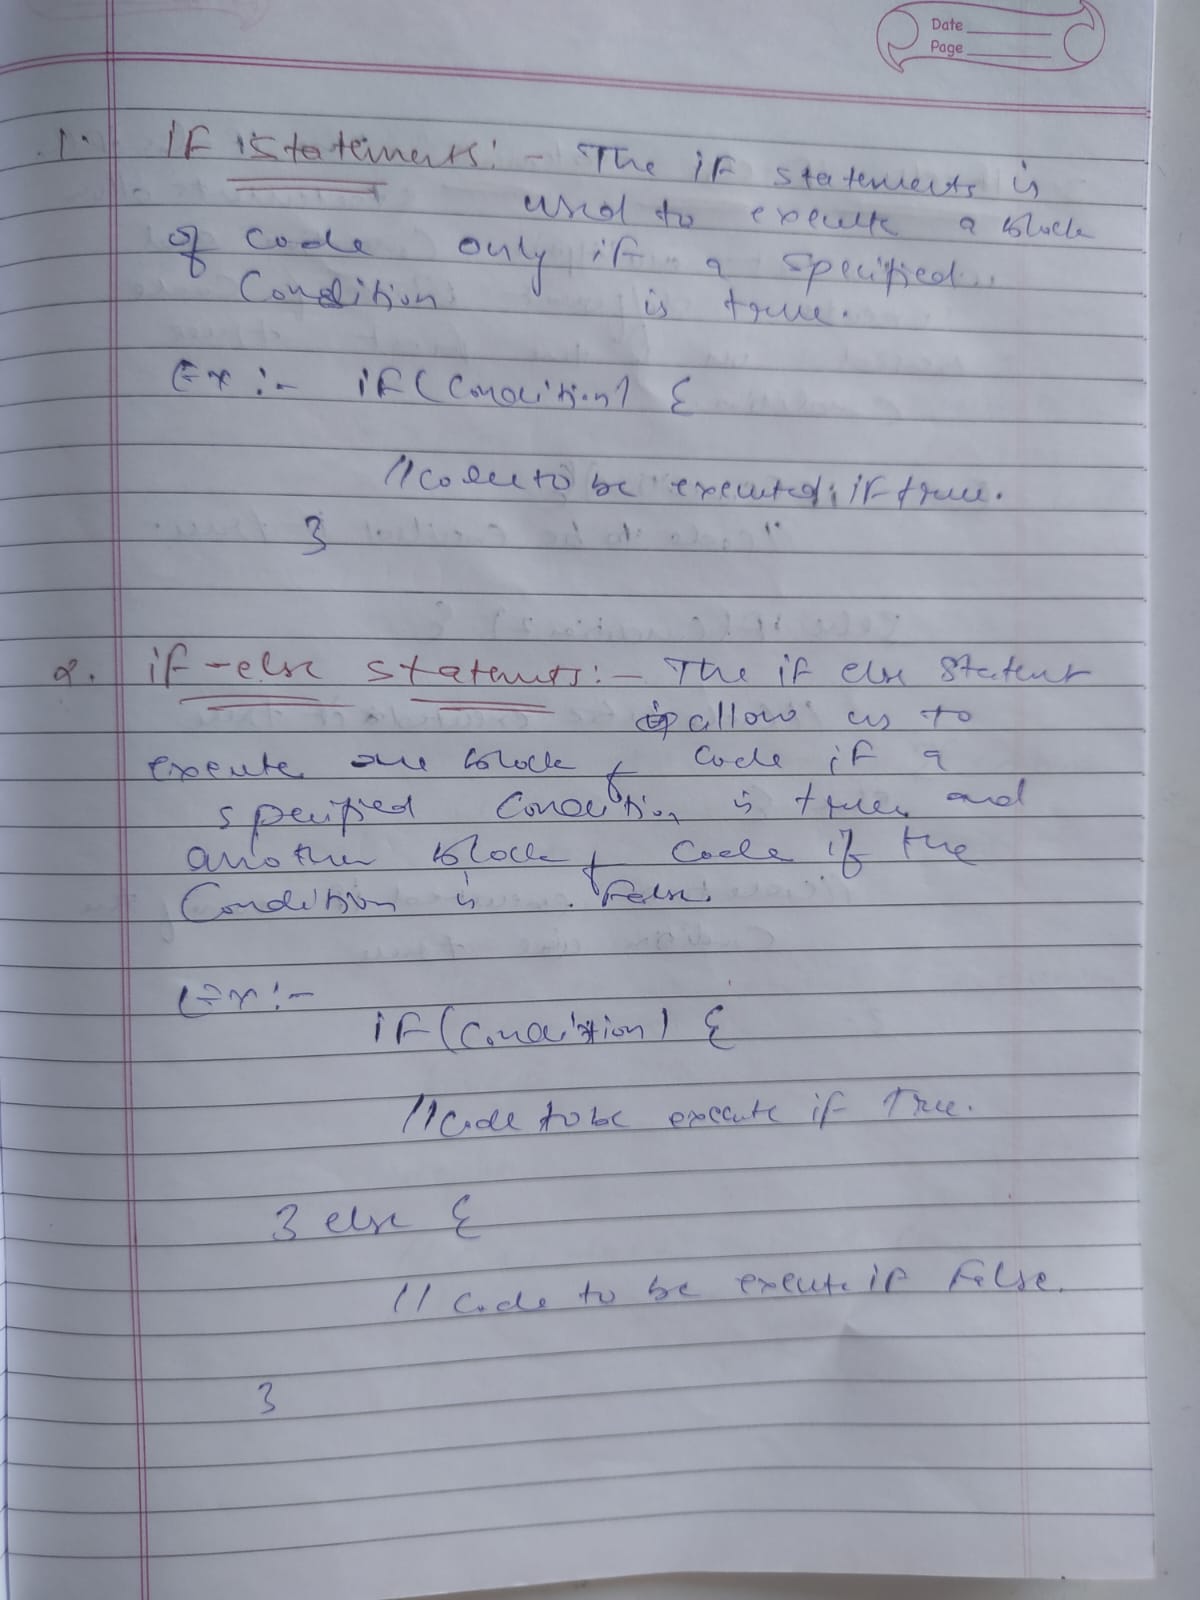 Date
Page
1. IF Statements:- The if statements is
used to execute a block
of code only if a specified
Condition is true.
Ex:- if (Condition) {
//code to be executed if true.
}
2. if-else statements:- The if else Statent
allow us to
execute one block of code if a
specified Condition is true, and
another block of code if the
Condition is False.
Ex:-
if (Condition) {
//Code to be execute if True.
} else {
// Code to be execute if False.
}